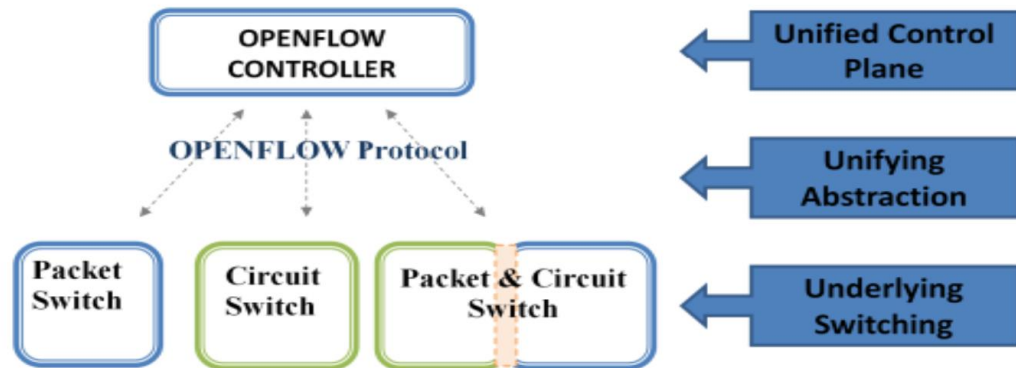 OPENFLOW
CONTROLLER
Unified Control
Plane
OPENFLOW Protocol
Unifying
Abstraction
Packet
Switch
Circuit
Switch
Packet & Circuit
Switch
Underlying
Switching